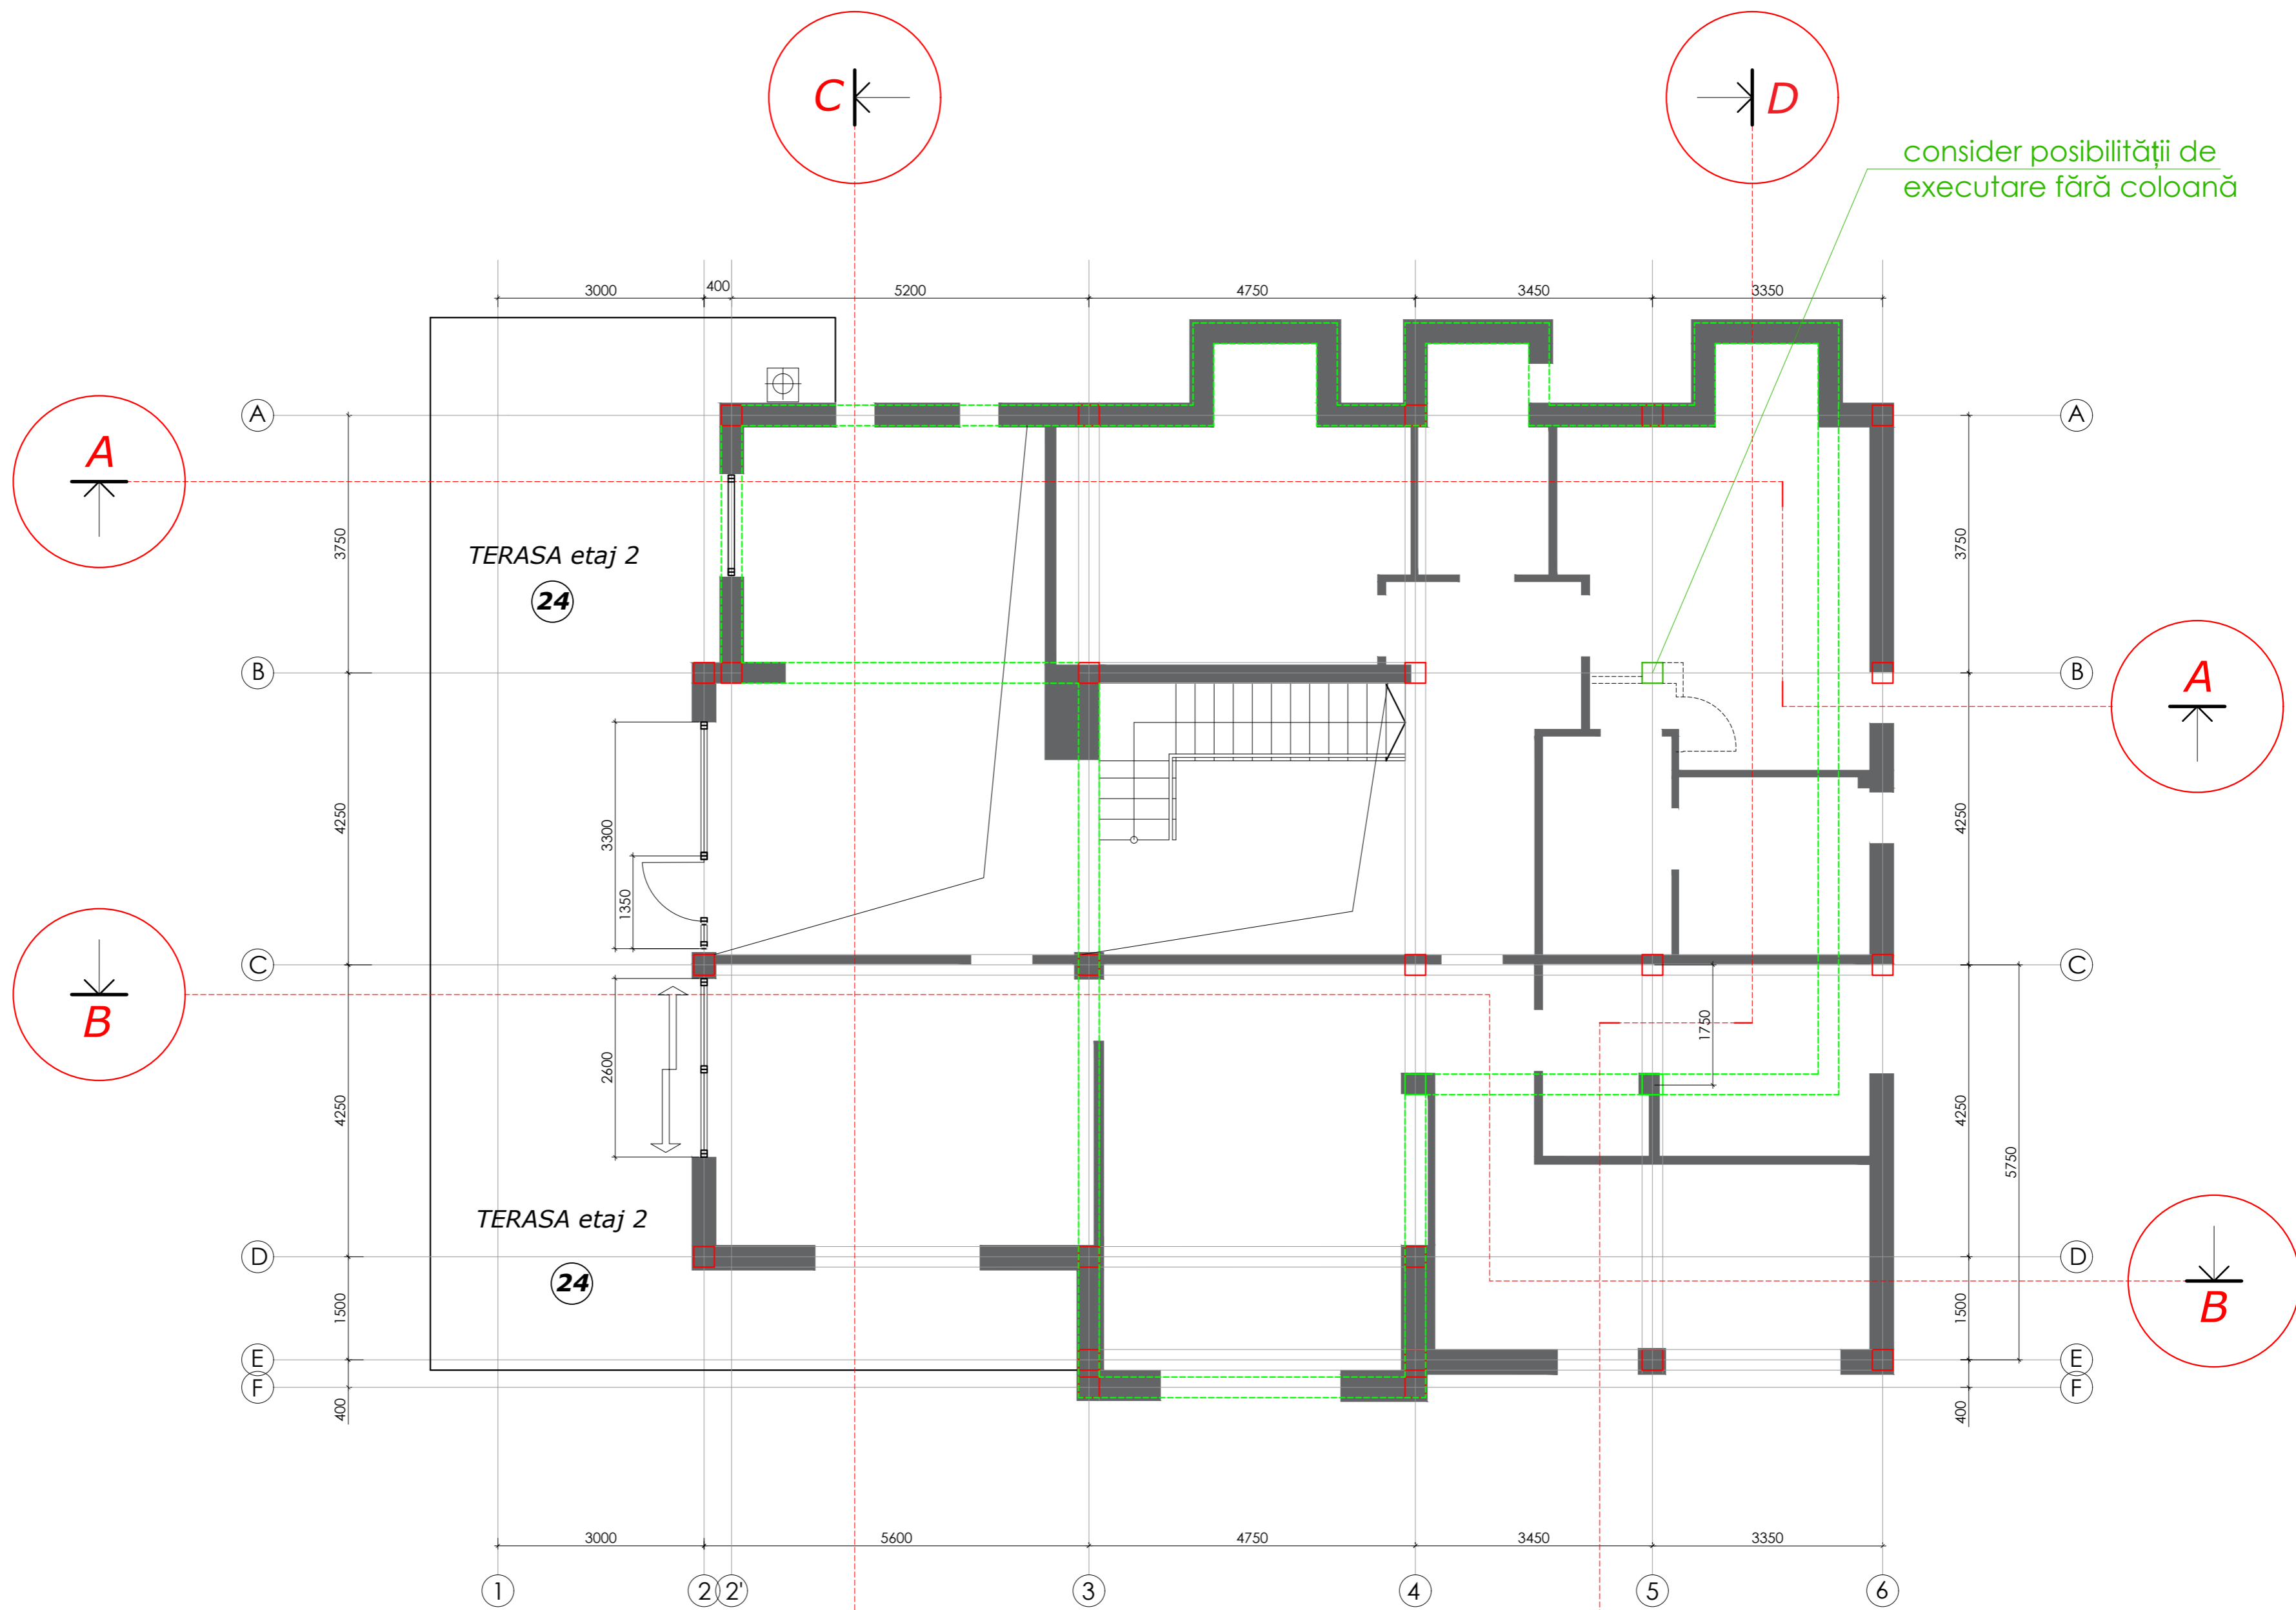 C
D
consider posibilității de
executare fără coloană
3000
400
5200
4750
3450
3350
A
A
A
3750
3750
TERASA etaj 2
24
B
B
A
4250
4250
3300
1350
C
C
B
1750
2600
4250
4250
5750
TERASA etaj 2
24
D
D
B
1500
1500
E
E
F
F
400
400
3000
5600
4750
3450
3350
1
2
2'
3
4
5
6